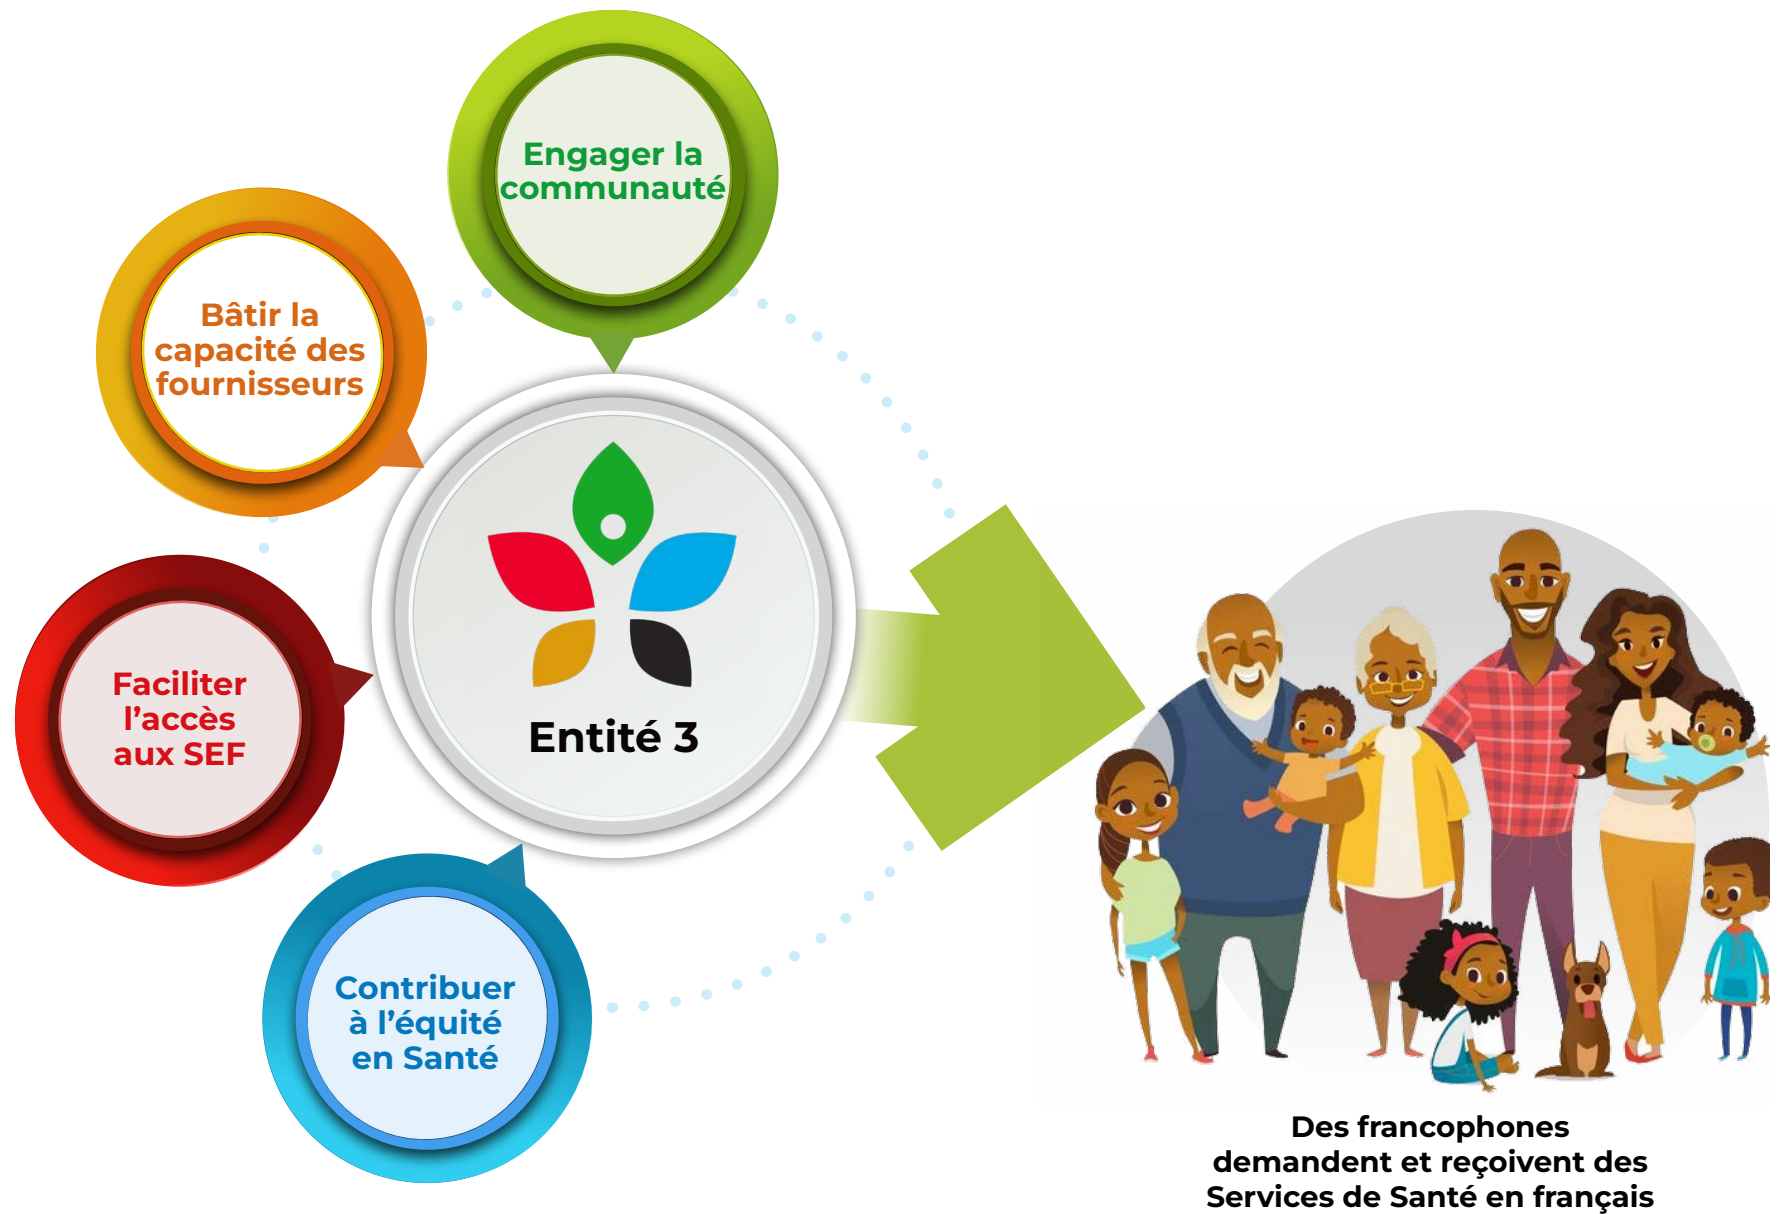 Engager la
communauté
Bâtir la
capacité des
fournisseurs
Faciliter
l’accès
aux SEF
Contribuer
à l’équité
en Santé
Entité 3
Des francophones
demandent et reçoivent des
Services de Santé en français